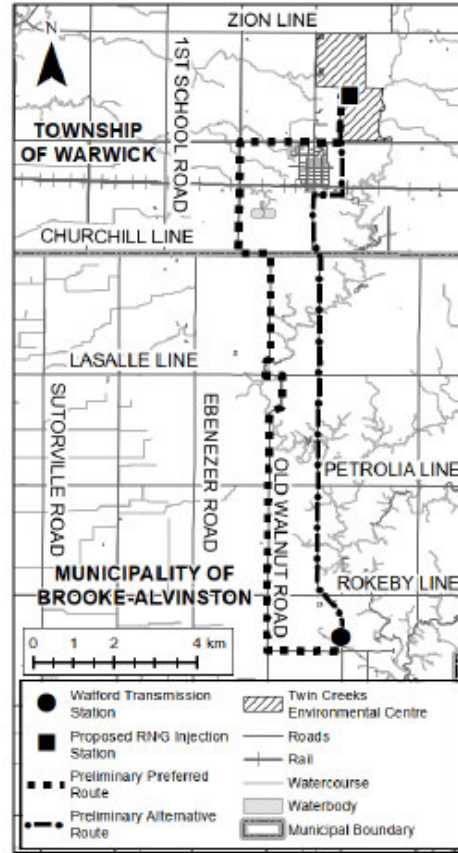 ZION LINE
N
1ST SCHOOL ROAD
TOWNSHIP
OF WARWICK
CHURCHILL LINE
LASALLE LINE
SUTORVILLE ROAD
EBENEZER ROAD
OLD WALNUT ROAD
PETROLIA LINE
MUNICIPALITY OF
BROOKE-ALVINSTON
ROKEBY LINE
0 1 2 4 km
Watford Transmission
Station
Proposed RNG Injection
Station
Preliminary Preferred
Route
Preliminary Alternative
Route
Twin Creeks
Environmental Centre
Roads
Rail
Watercourse
Waterbody
Municipal Boundary